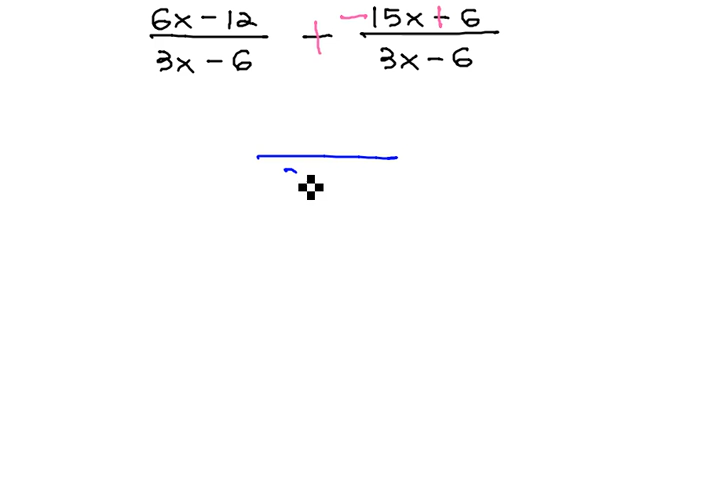 6x - 12 + -15x + 6
3x - 6 3x - 6